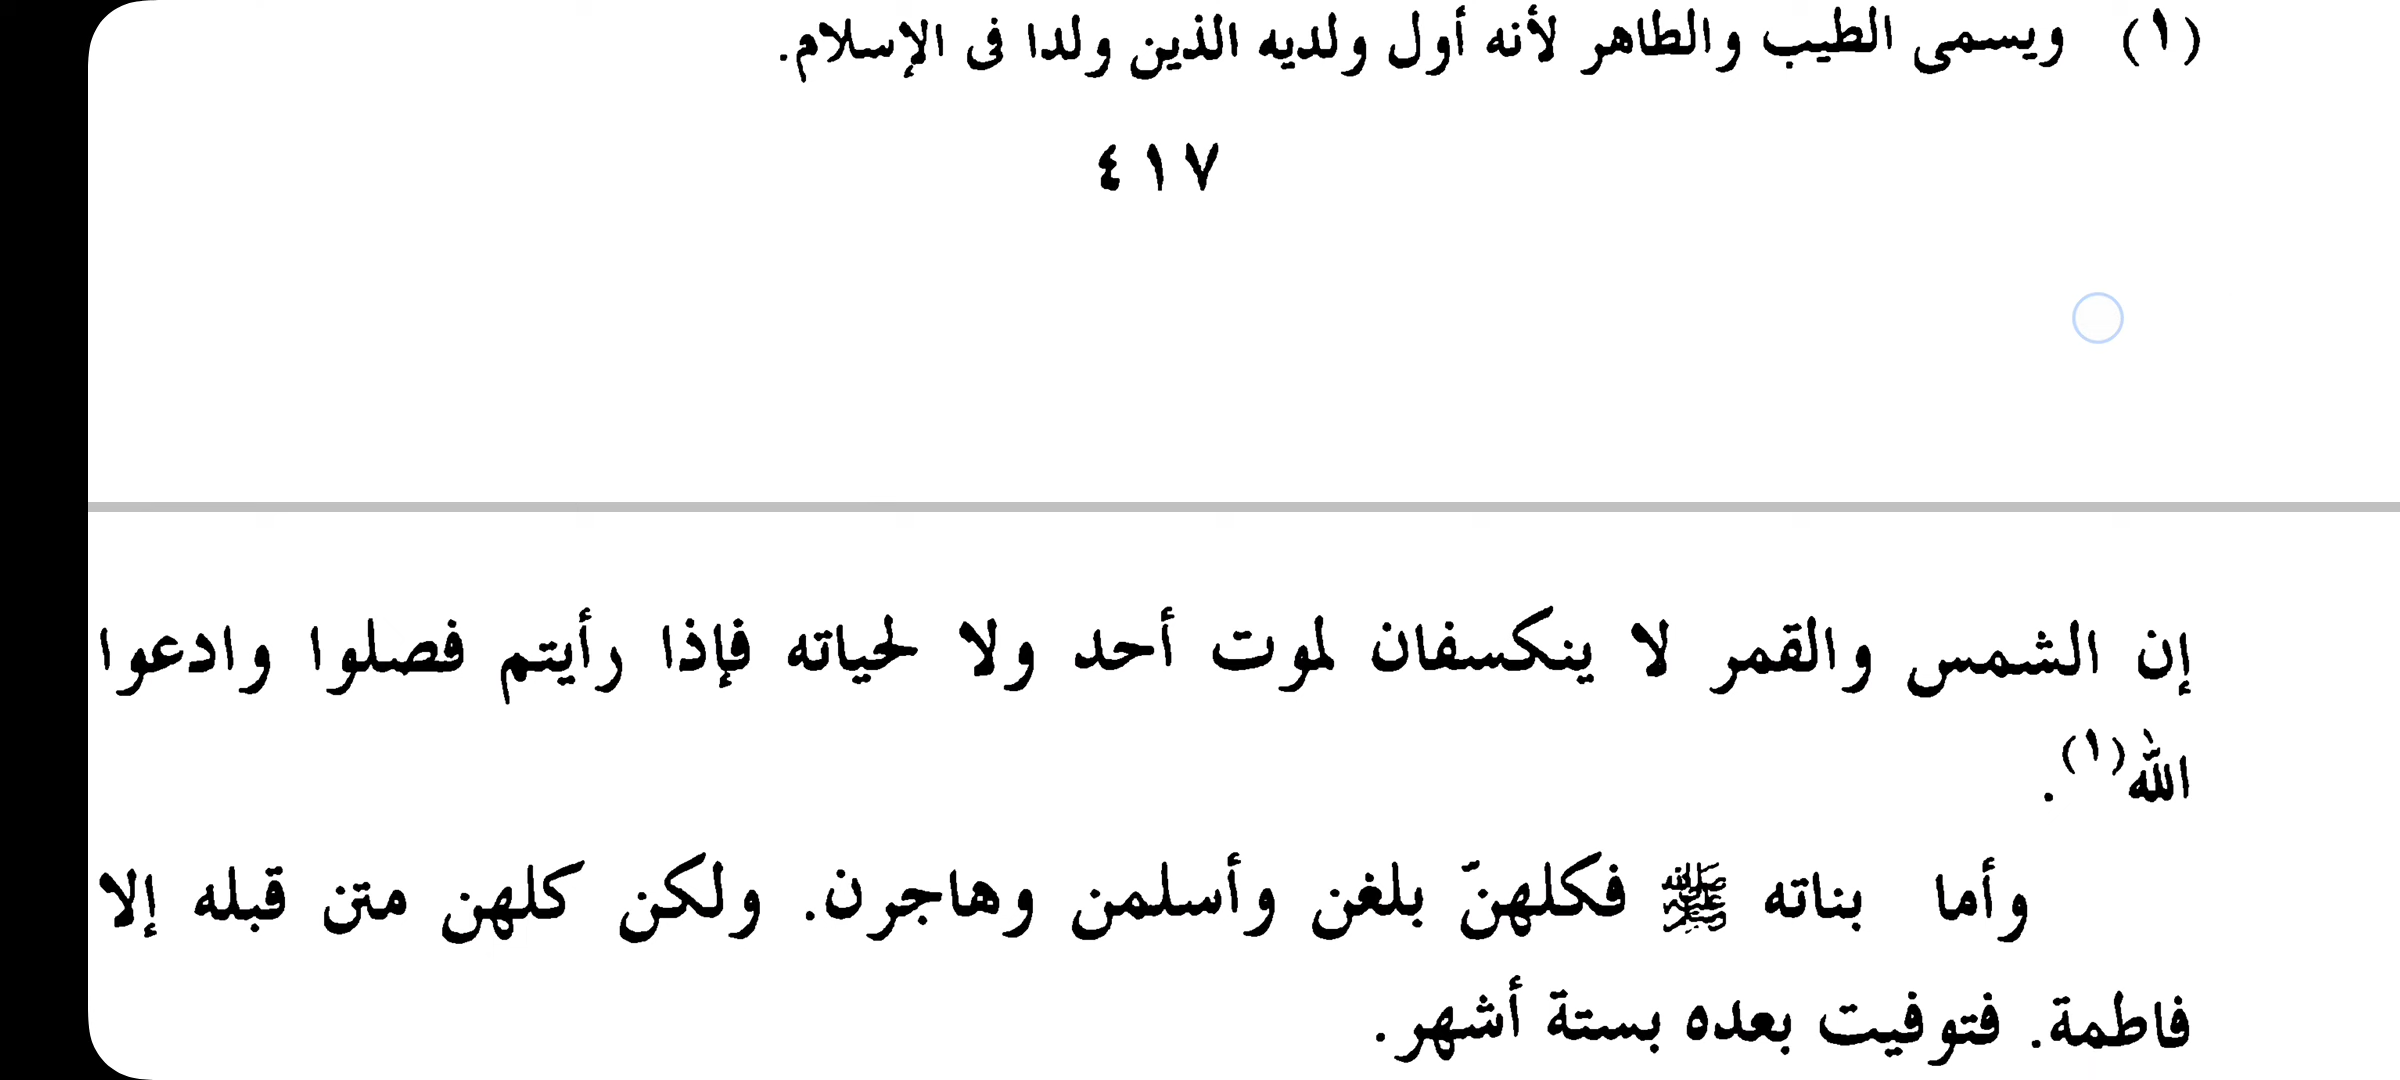 (١) ويسمى الطيب والطاهر لأنه أول ولديه الذين ولدا فى الإسلام.
٤١٧
إن الشمس والقمر لا ينكسفان لموت أحد ولا لحياته فإذا رأيتم فصلوا وادعوا
الله(١).
وأما بناته ﷺ فكلهنّ بلغن وأسلمن وهاجرن. ولكن كلهن متن قبله إلا
فاطمة. فتوفيت بعده بستة أشهر.